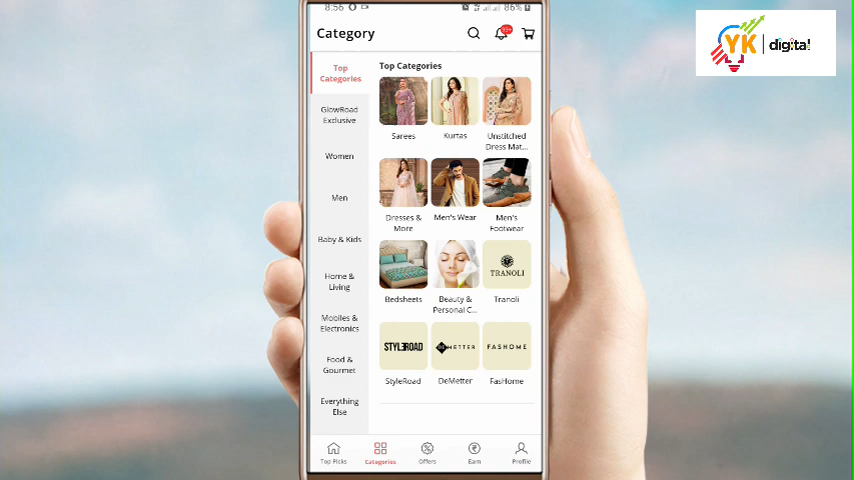 8:56
86%
Category
99+
YK
digital
Top
Categories
GlowRoad
Exclusive
Women
Men
Baby & Kids
Home &
Living
Mobiles &
Electronics
Food &
Gourmet
Everything
Else
Top Categories
Sarees
Kurtas
Unstitched
Dress Mat...
Dresses &
More
Men's Wear
Men's
Footwear
TRANOLI
Bedsheets
Beauty &
Personal C...
Tranoli
STYLEROAD
DEMETTER
FASHOME
StyleRoad
DeMetter
FasHome
Top Picks
Categories
Offers
Earn
Profile